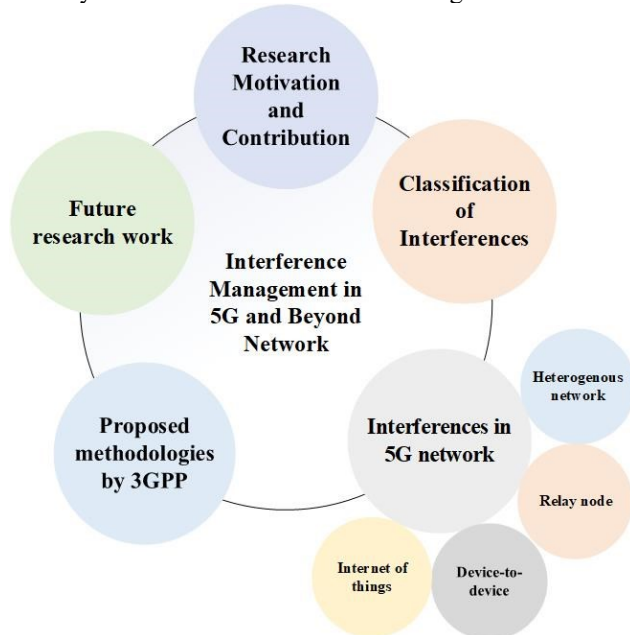 Research
Motivation
and
Contribution
Classification
of
Interferences
Future
research work
Interference
Management in
5G and Beyond
Network
Heterogenous
network
Interferences in
5G network
Proposed
methodologies
by 3GPP
Relay node
Internet of
things
Device-to-
device